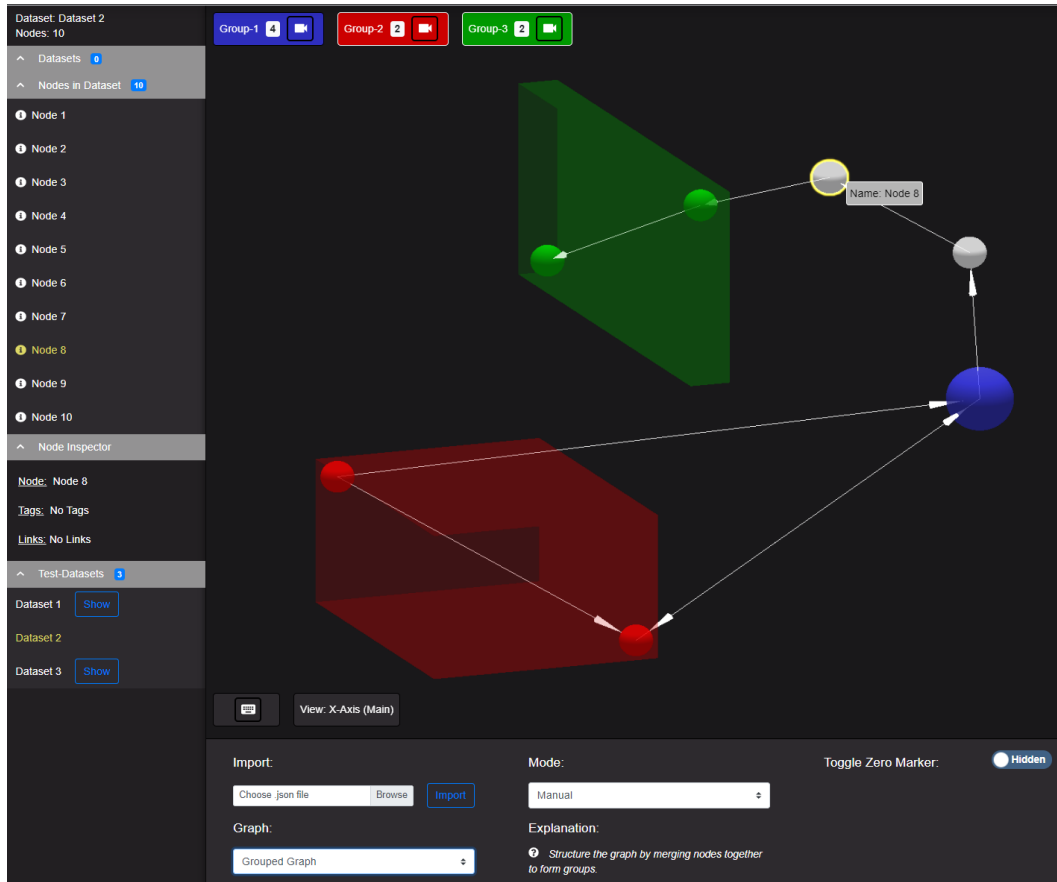 Dataset: Dataset 2
Nodes: 10
Datasets 0
Nodes in Dataset 10
Node 1
Node 2
Node 3
Node 4
Node 5
Node 6
Node 7
Node 8
Node 9
Node 10
Node Inspector
Node: Node 8
Tags: No Tags
Links: No Links
Test-Datasets 3
Dataset 1 Show
Dataset 2
Dataset 3 Show
Group-1 4
Group-2 2
Group-3 2
Name: Node 8
View: X-Axis (Main)
Import:
Choose .json file Browse Import
Graph:
Grouped Graph
Mode:
Manual
Explanation:
Structure the graph by merging nodes together
to form groups.
Toggle Zero Marker: Hidden